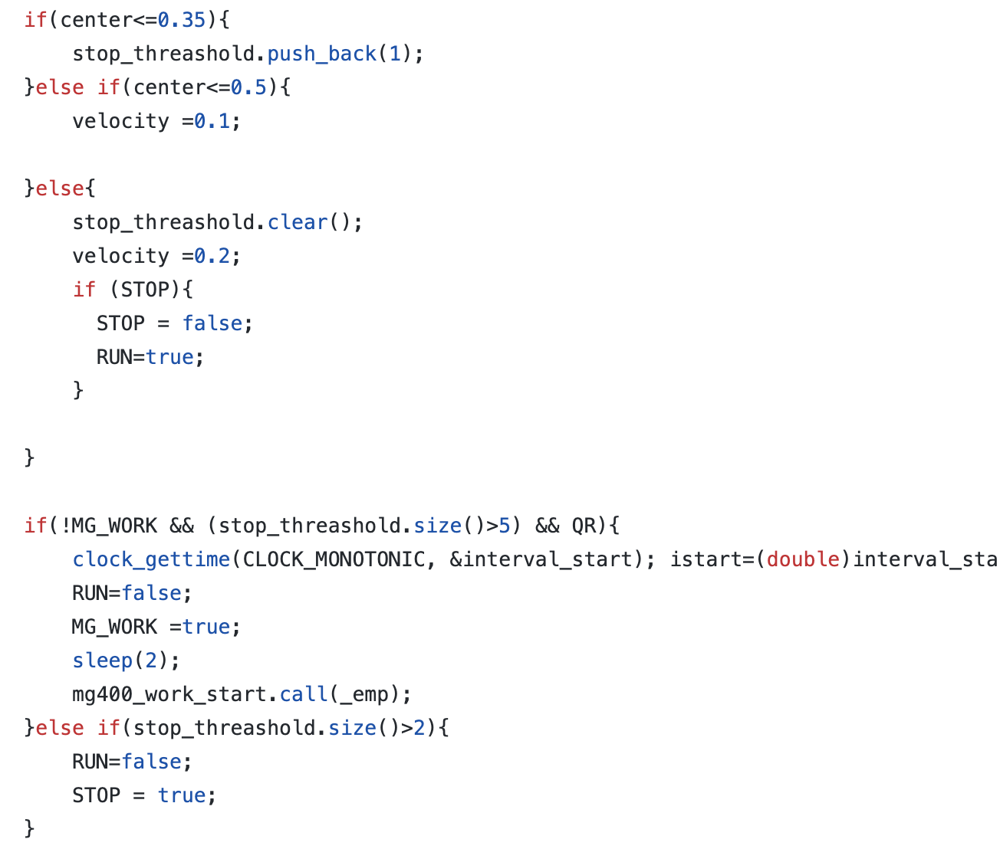 if(center<=0.35){
    stop_threashold.push_back(1);
}else if(center<=0.5){
    velocity =0.1;

}else{
    stop_threashold.clear();
    velocity =0.2;
    if (STOP){
      STOP = false;
      RUN=true;
    }

}

if(!MG_WORK && (stop_threashold.size()>5) && QR){
    clock_gettime(CLOCK_MONOTONIC, &interval_start); istart=(double)interval_sta
    RUN=false;
    MG_WORK =true;
    sleep(2);
    mg400_work_start.call(_emp);
}else if(stop_threashold.size()>2){
    RUN=false;
    STOP = true;
}